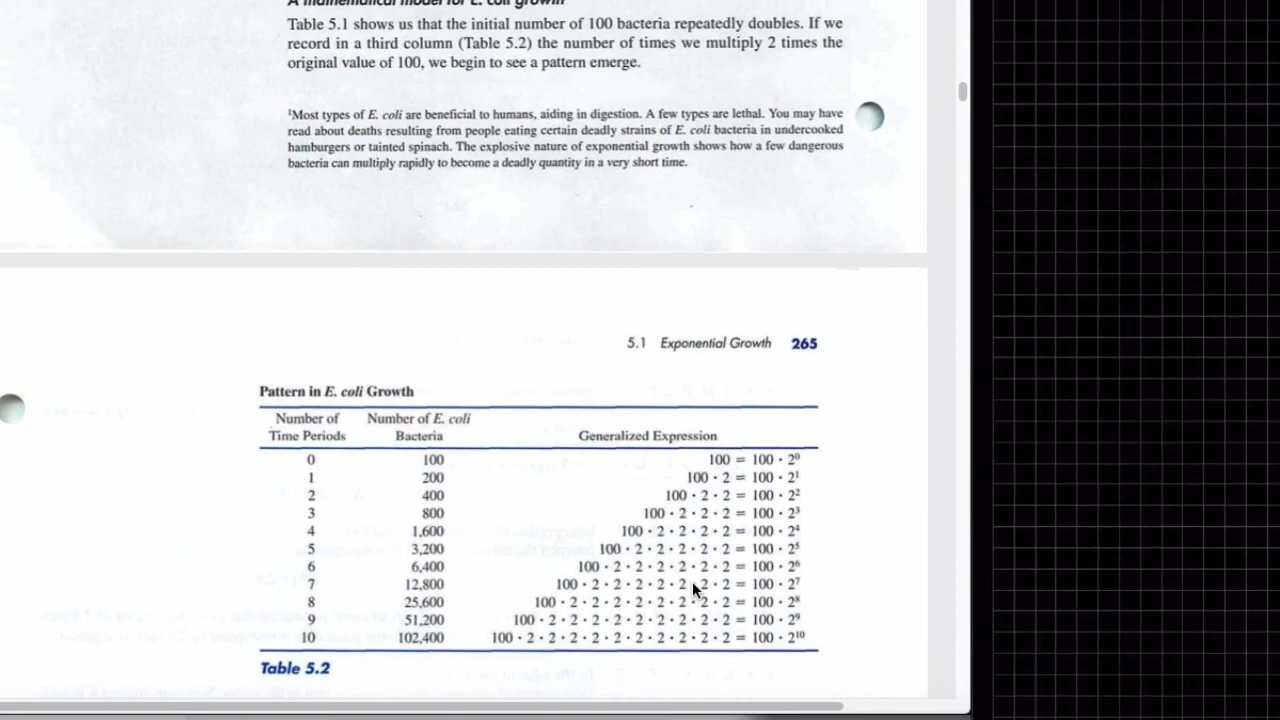 A mathematical model for E. coli growth
Table 5.1 shows us that the initial number of 100 bacteria repeatedly doubles. If we
record in a third column (Table 5.2) the number of times we multiply 2 times the
original value of 100, we begin to see a pattern emerge.
¹Most types of E. coli are beneficial to humans, aiding in digestion. A few types are lethal. You may have
read about deaths resulting from people eating certain deadly strains of E. coli bacteria in undercooked
hamburgers or tainted spinach. The explosive nature of exponential growth shows how a few dangerous
bacteria can multiply rapidly to become a deadly quantity in a very short time.
5.1 Exponential Growth 265
Pattern in E. coli Growth
Number of Number of E. coli
Time Periods Bacteria Generalized Expression
0 100 100 = 100 · 2⁰
1 200 100 · 2 = 100 · 2¹
2 400 100 · 2 · 2 = 100 · 2²
3 800 100 · 2 · 2 · 2 = 100 · 2³
4 1,600 100 · 2 · 2 · 2 · 2 = 100 · 2⁴
5 3,200 100 · 2 · 2 · 2 · 2 · 2 = 100 · 2⁵
6 6,400 100 · 2 · 2 · 2 · 2 · 2 · 2 = 100 · 2⁶
7 12,800 100 · 2 · 2 · 2 · 2 · 2 · 2 · 2 = 100 · 2⁷
8 25,600 100 · 2 · 2 · 2 · 2 · 2 · 2 · 2 · 2 = 100 · 2⁸
9 51,200 100 · 2 · 2 · 2 · 2 · 2 · 2 · 2 · 2 · 2 = 100 · 2⁹
10 102,400 100 · 2 · 2 · 2 · 2 · 2 · 2 · 2 · 2 · 2 · 2 = 100 · 2¹⁰
Table 5.2